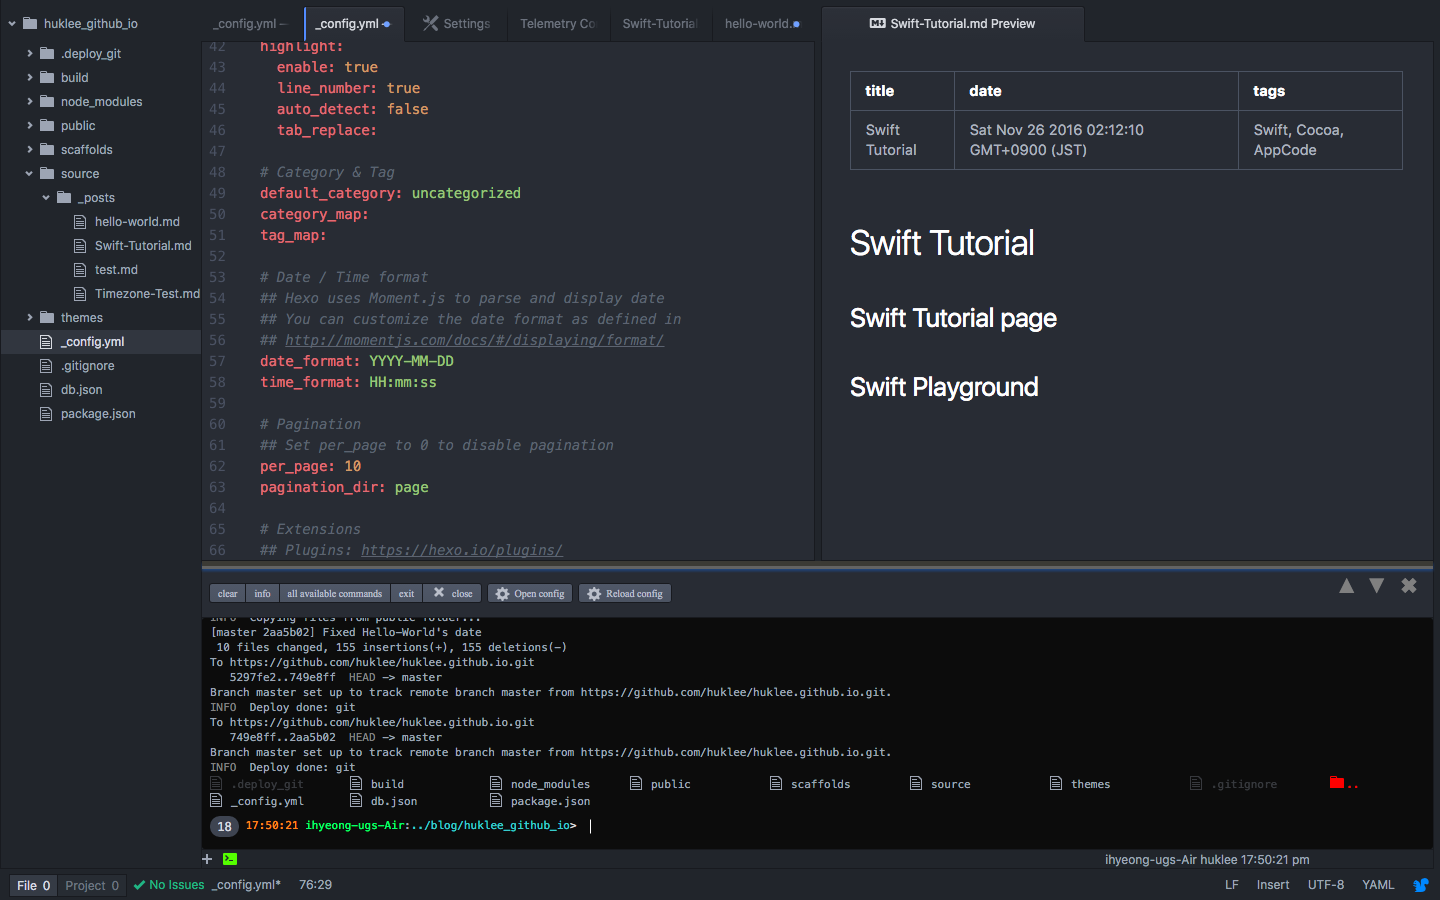 huklee_github_io
.deploy_git
build
node_modules
public
scaffolds
source
_posts
hello-world.md
Swift-Tutorial.md
test.md
Timezone-Test.md
themes
_config.yml
.gitignore
db.json
package.json
_config.yml —
_config.yml
Settings
Telemetry Co
Swift-Tutorial
hello-world.
Swift-Tutorial.md Preview
42 highlight:
43 enable: true
44 line_number: true
45 auto_detect: false
46 tab_replace:
47
48 # Category & Tag
49 default_category: uncategorized
50 category_map:
51 tag_map:
52
53 # Date / Time format
54 ## Hexo uses Moment.js to parse and display date
55 ## You can customize the date format as defined in
56 ## http://momentjs.com/docs/#/displaying/format/
57 date_format: YYYY-MM-DD
58 time_format: HH:mm:ss
59
60 # Pagination
61 ## Set per_page to 0 to disable pagination
62 per_page: 10
63 pagination_dir: page
64
65 # Extensions
66 ## Plugins: https://hexo.io/plugins/
title date tags
Swift Tutorial Sat Nov 26 2016 02:12:10 GMT+0900 (JST) Swift, Cocoa, AppCode
Swift Tutorial
Swift Tutorial page
Swift Playground
clear info all available commands exit close Open config Reload config
INFO Copying files from public folder...
[master 2aa5b02] Fixed Hello-World's date
10 files changed, 155 insertions(+), 155 deletions(-)
To https://github.com/huklee/huklee.github.io.git
5297fe2..749e8ff HEAD -> master
Branch master set up to track remote branch master from https://github.com/huklee/huklee.github.io.git.
INFO Deploy done: git
To https://github.com/huklee/huklee.github.io.git
749e8ff..2aa5b02 HEAD -> master
Branch master set up to track remote branch master from https://github.com/huklee/huklee.github.io.git.
INFO Deploy done: git
.deploy_git build node_modules public scaffolds source themes .gitignore ..
_config.yml db.json package.json
18 17:50:21 ihyeong-ugs-Air:../blog/huklee_github_io>
ihyeong-ugs-Air huklee 17:50:21 pm
File 0 Project 0 No Issues _config.yml* 76:29 LF Insert UTF-8 YAML